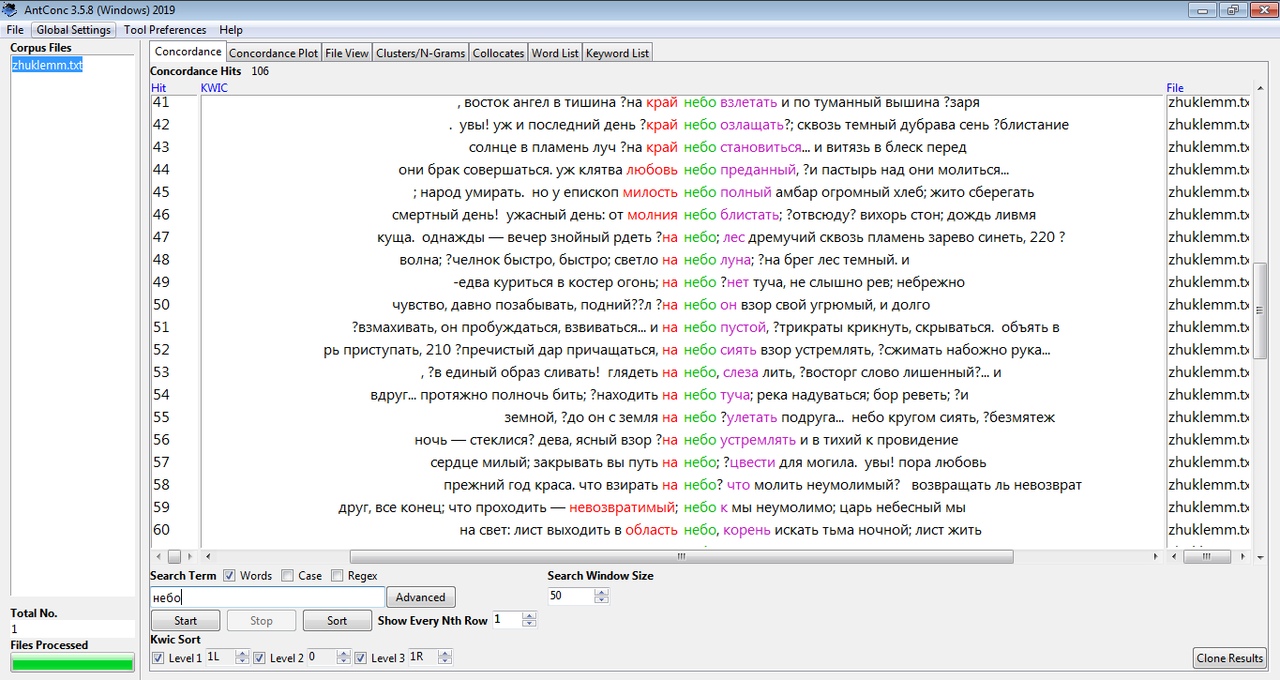 AntConc 3.5.8 (Windows) 2019
File Global Settings Tool Preferences Help
Corpus Files
zhuklemm.txt
Concordance Concordance Plot File View Clusters/N-Grams Collocates Word List Keyword List
Concordance Hits 106
Hit KWIC File
41 , восток ангел в тишина ?на край небо взлетать и по туманный вышина ?заря zhuklemm.tx
42 . увы! уж и последний день ?край небо озлащать?; сквозь темный дубрава сень ?блистание zhuklemm.tx
43 солнце в пламень луч ?на край небо становиться... и витязь в блеск перед zhuklemm.tx
44 они брак совершаться. уж клятва любовь небо преданный, ?и пастырь над они молиться... zhuklemm.tx
45 ; народ умирать. но у епископ милость небо полный амбар огромный хлеб; жито сберегать zhuklemm.tx
46 смертный день! ужасный день: от молния небо блистать; ?отвсюду? вихорь стон; дождь ливмя zhuklemm.tx
47 куща. однажды — вечер знойный рдеть ?на небо; лес дремучий сквозь пламень зарево синеть, 220 ? zhuklemm.tx
48 волна; ?челнок быстро, быстро; светло на небо луна; ?на брег лес темный. и zhuklemm.tx
49 -едва куриться в костер огонь; на небо ?нет туча, не слышно рев; небрежно zhuklemm.tx
50 чувство, давно позабывать, подний??л ?на небо он взор свой угрюмый, и долго zhuklemm.tx
51 ?взмахивать, он пробуждаться, взвиваться... и на небо пустой, ?трикраты крикнуть, скрываться. объять в zhuklemm.tx
52 рь приступать, 210 ?пречистый дар причащаться, на небо сиять взор устремлять, ?сжимать набожно рука... zhuklemm.tx
53 , ?в единый образ сливать! глядеть на небо, слеза лить, ?восторг слово лишенный?... и zhuklemm.tx
54 вдруг... протяжно полночь бить; ?находить на небо туча; река надуваться; бор реветь; ?и zhuklemm.tx
55 земной, ?до он с земля на небо ?улетать подруга... небо кругом сиять, ?безмятеж zhuklemm.tx
56 ночь — стеклися? дева, ясный взор ?на небо устремлять и в тихий к провидение zhuklemm.tx
57 сердце милый; закрывать вы путь на небо; ?цвести для могила. увы! пора любовь zhuklemm.tx
58 прежний год краса. что взирать на небо? что молить неумолимый? возвращать ль невозврат zhuklemm.tx
59 друг, все конец; что проходить — невозвратимый; небо к мы неумолимо; царь небесный мы zhuklemm.tx
60 на свет: лист выходить в область небо, корень искать тьма ночной; лист жить zhuklemm.tx
Search Term Words Case Regex Search Window Size
небо Advanced 50
Start Stop Sort Show Every Nth Row 1
Kwic Sort
Level 1 1L Level 2 0 Level 3 1R
Total No.
1
Files Processed
Clone Results